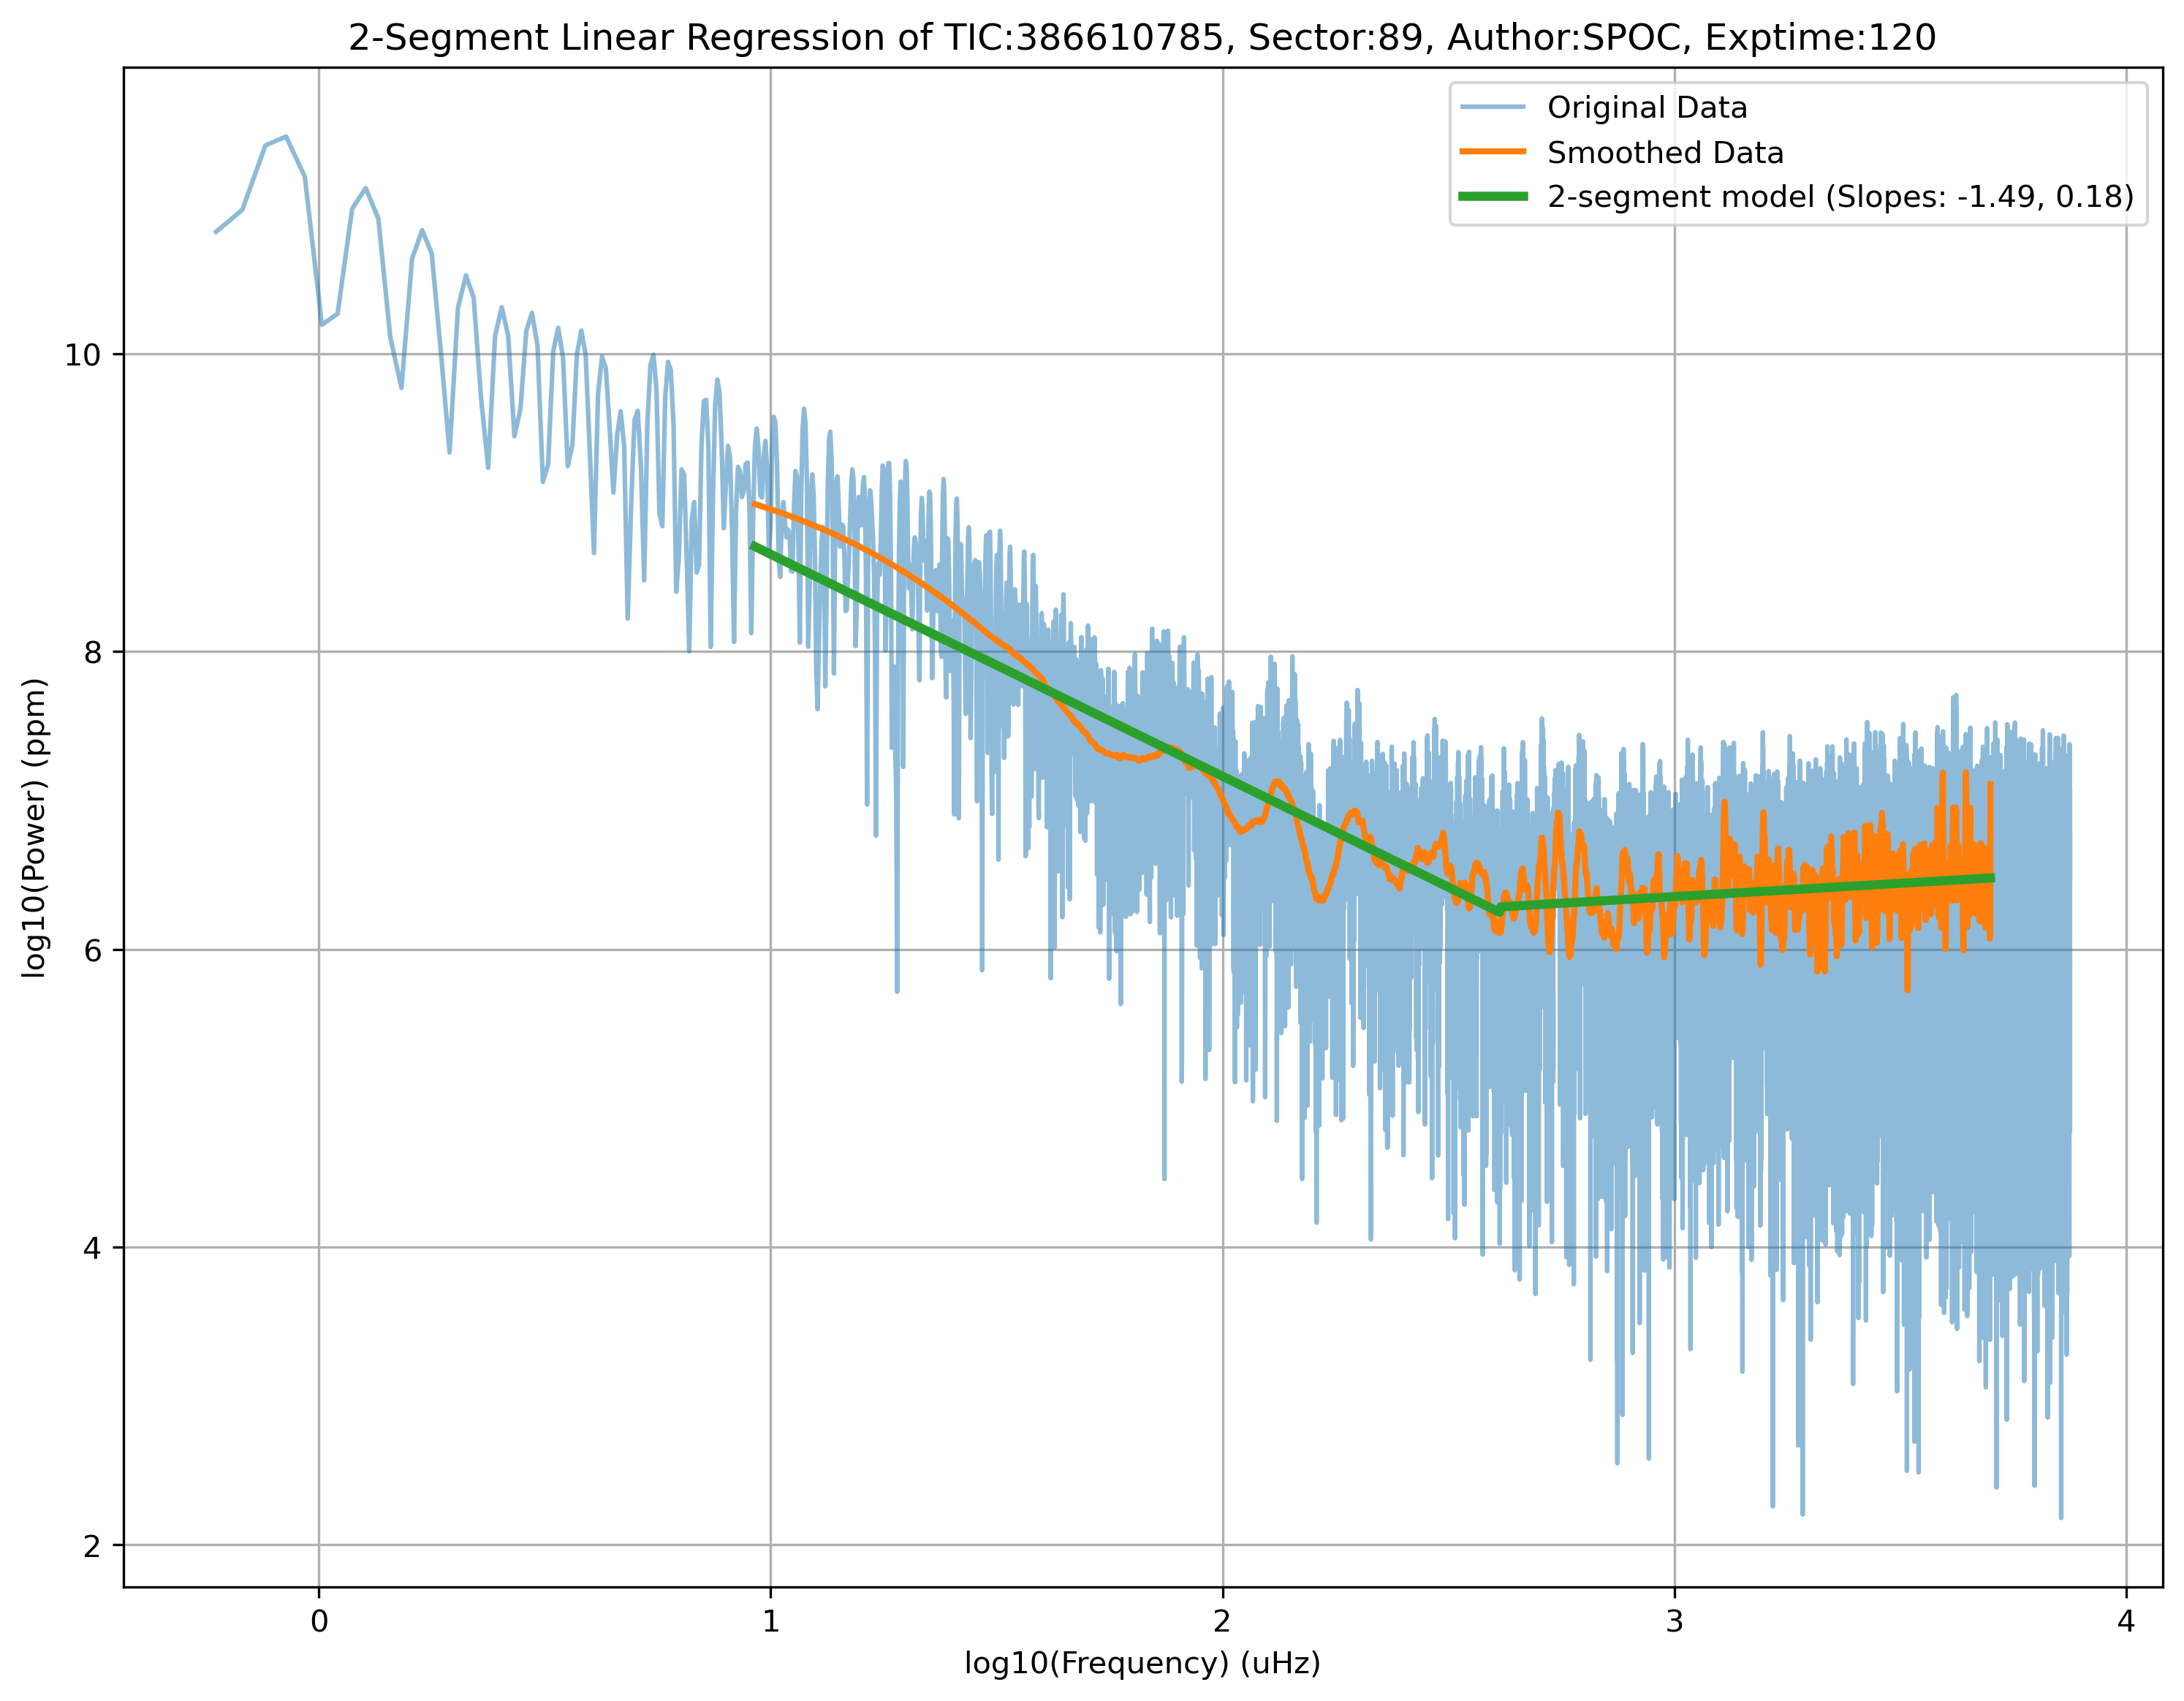 2-Segment Linear Regression of TIC:386610785, Sector:89, Author:SPOC, Exptime:120
Original Data
Smoothed Data
2-segment model (Slopes: -1.49, 0.18)
log10(Power) (ppm)
10
8
6
4
2
0 1 2 3 4
log10(Frequency) (uHz)